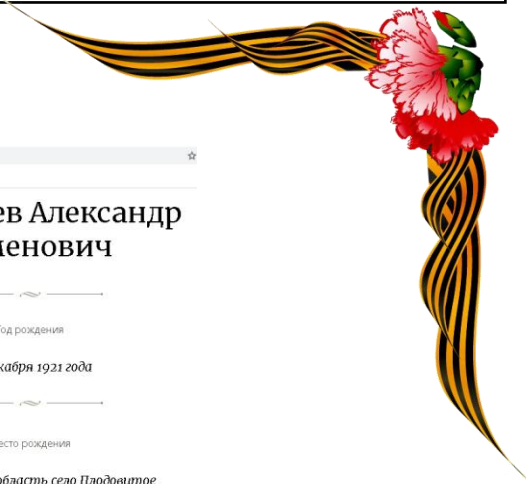 ев Александр
менович
од рождения
кабря 1921 года
есто рождения
область село Плодовитое